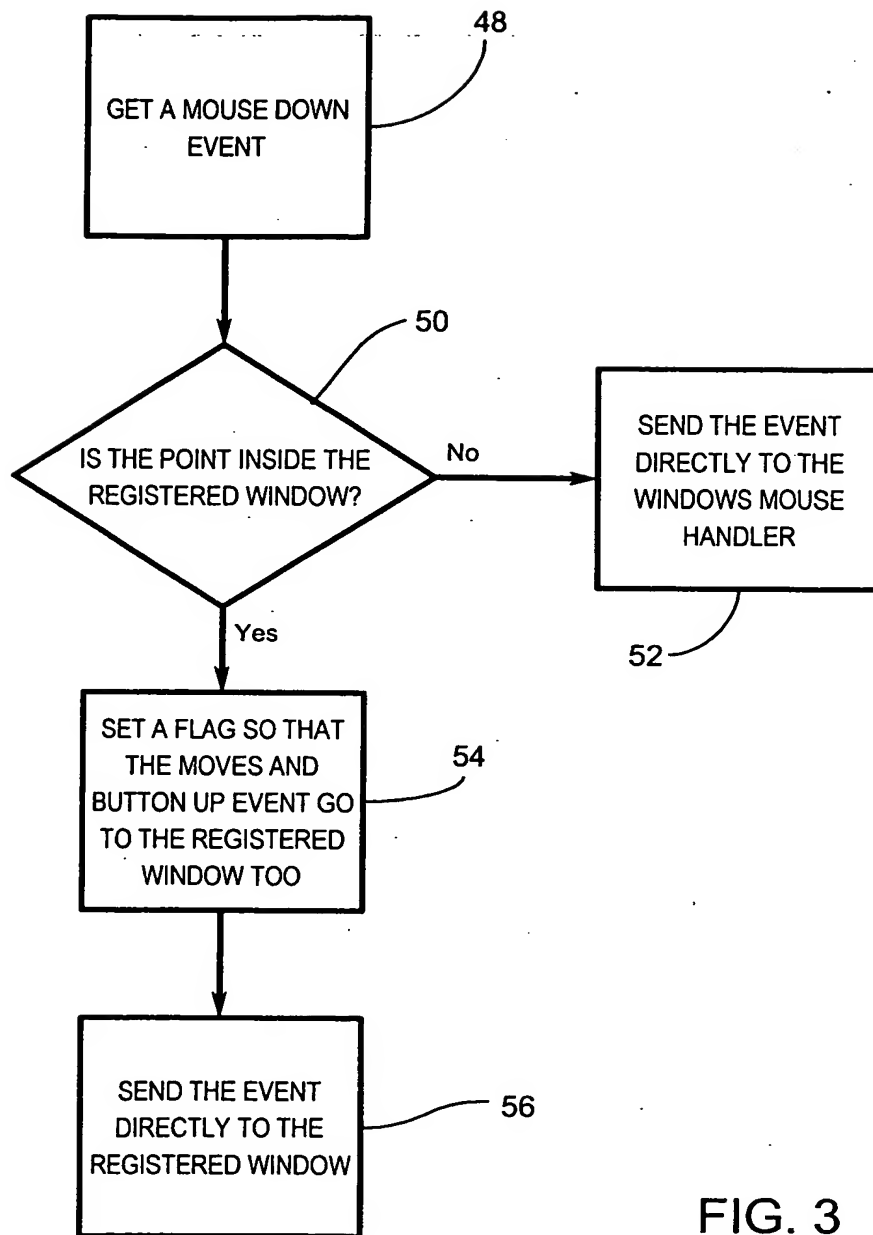 48
GET A MOUSE DOWN
EVENT
50
IS THE POINT INSIDE THE
REGISTERED WINDOW?
No
SEND THE EVENT
DIRECTLY TO THE
WINDOWS MOUSE
HANDLER
52
Yes
SET A FLAG SO THAT
THE MOVES AND
BUTTON UP EVENT GO
TO THE REGISTERED
WINDOW TOO
54
SEND THE EVENT
DIRECTLY TO THE
REGISTERED WINDOW
56
FIG. 3